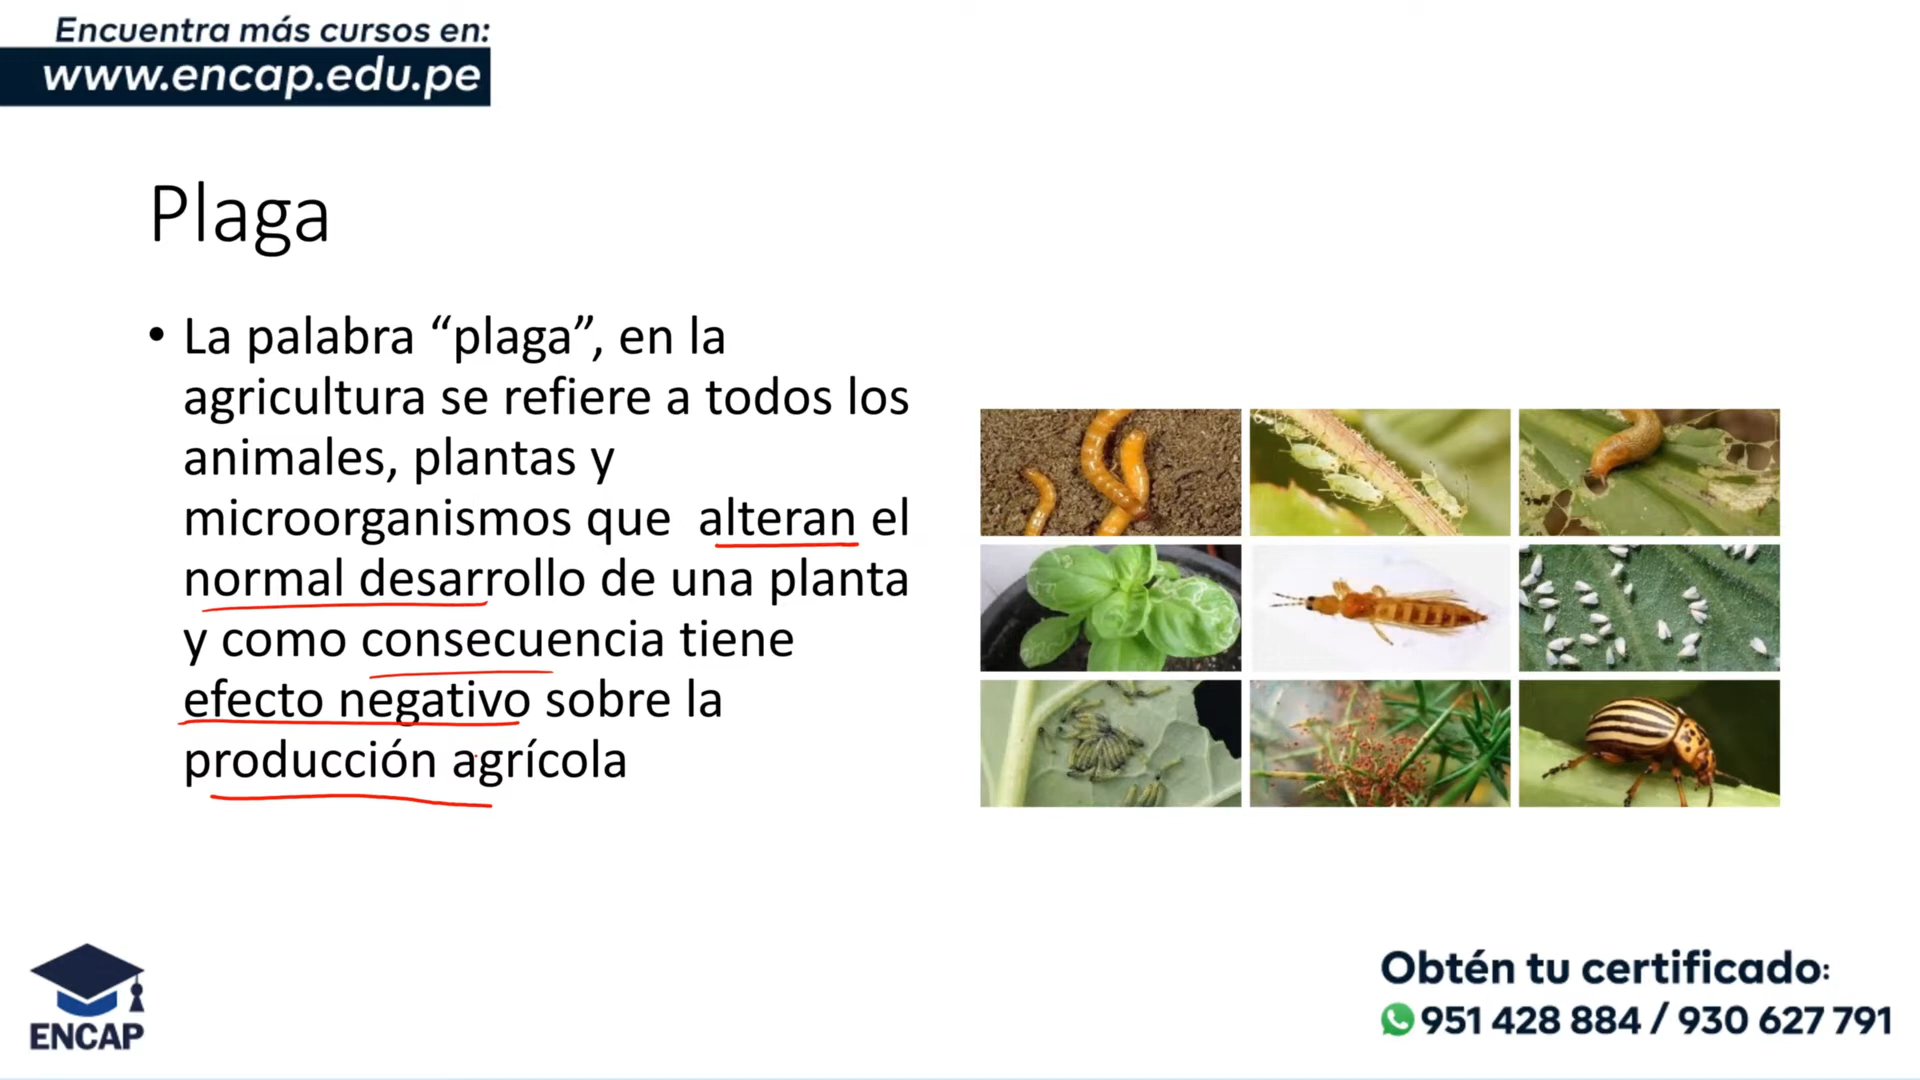 Encuentra más cursos en:
www.encap.edu.pe
Plaga
• La palabra “plaga”, en la
agricultura se refiere a todos los
animales, plantas y
microorganismos que  alteran el
normal desarrollo de una planta
y como consecuencia tiene
efecto negativo sobre la
producción agrícola
ENCAP
Obtén tu certificado:
951 428 884 / 930 627 791